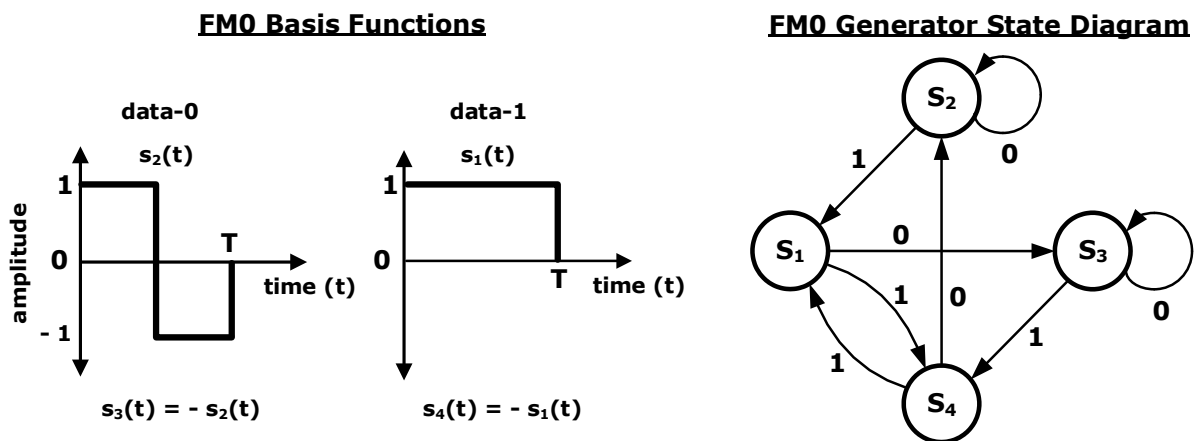 FM0 Basis Functions
data-0
s₂(t)
1
0
- 1
amplitude
T
time (t)
s₃(t) = - s₂(t)
data-1
s₁(t)
1
0
T
time (t)
s₄(t) = - s₁(t)
FM0 Generator State Diagram
S₂
0
1
S₁
0
S₃
0
1
0
1
1
S₄